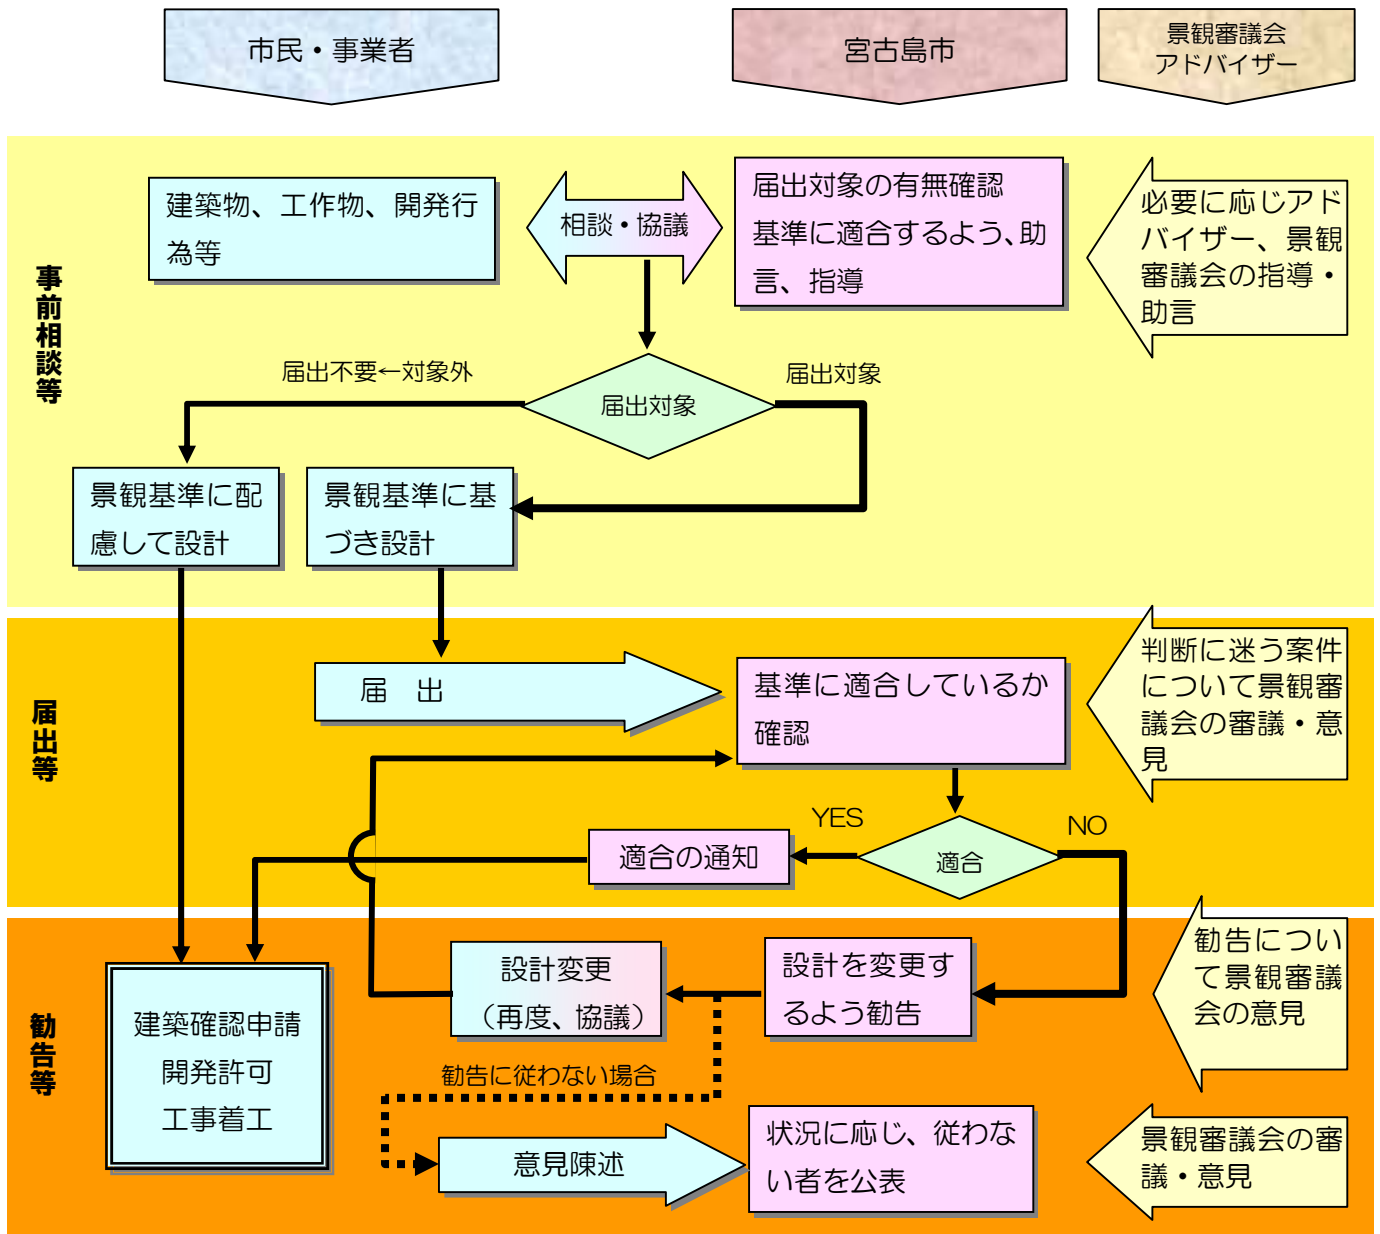 市民・事業者
宮古島市
景観審議会
アドバイザー
事前相談等
建築物、工作物、開発行
為等
相談・協議
届出対象の有無確認
基準に適合するよう、助
言、指導
必要に応じアド
バイザー、景観
審議会の指導・
助言
届出不要←対象外
届出対象
届出対象
景観基準に配
慮して設計
景観基準に基
づき設計
届出等
届 出
基準に適合しているか
確認
判断に迷う案件
について景観審
議会の審議・意
見
YES
NO
適合の通知
適合
勧告等
設計変更
（再度、協議）
設計を変更す
るよう勧告
勧告につい
て景観審議
会の意見
建築確認申請
開発許可
工事着工
勧告に従わない場合
意見陳述
状況に応じ、従わな
い者を公表
景観審議会の審
議・意見